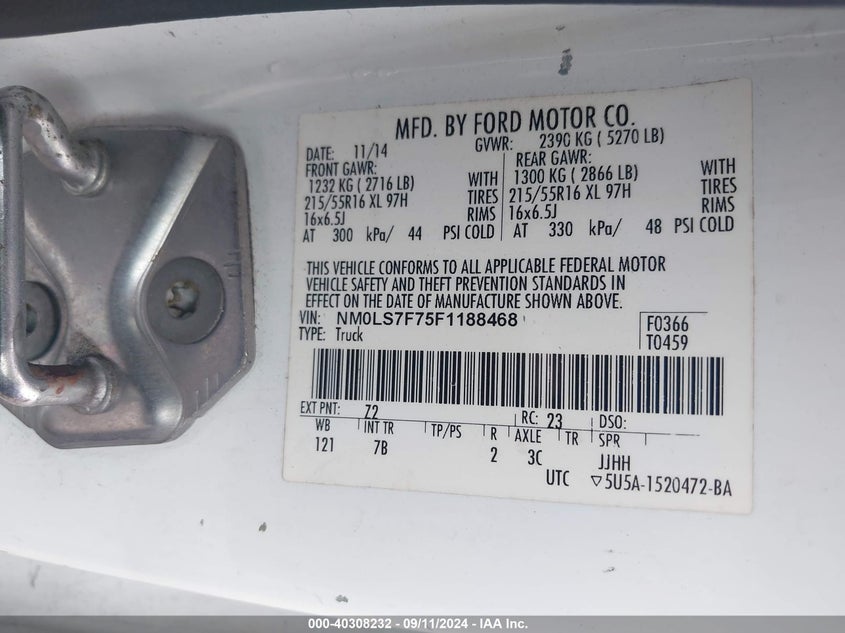 MFD. BY FORD MOTOR CO.
DATE: 11/14 GVWR: 2390 KG ( 5270 LB)
FRONT GAWR: REAR GAWR:
1232 KG ( 2716 LB) WITH 1300 KG ( 2866 LB) WITH
215/55R16 XL 97H TIRES 215/55R16 XL 97H TIRES
16x6.5J RIMS 16x6.5J RIMS
AT 300 kPa/ 44 PSI COLD AT 330 kPa/ 48 PSI COLD
THIS VEHICLE CONFORMS TO ALL APPLICABLE FEDERAL MOTOR
VEHICLE SAFETY AND THEFT PREVENTION STANDARDS IN
EFFECT ON THE DATE OF MANUFACTURE SHOWN ABOVE.
VIN: NM0LS7F75F1188468 F0366
TYPE: Truck T0459
EXT PNT: Z2 RC: 23 DSO:
WB INT TR TP/PS R AXLE TR SPR
121 7B 2 3C JJHH
UTC ▽5U5A-1520472-BA
000-40308232 - 09/11/2024 - IAA Inc.